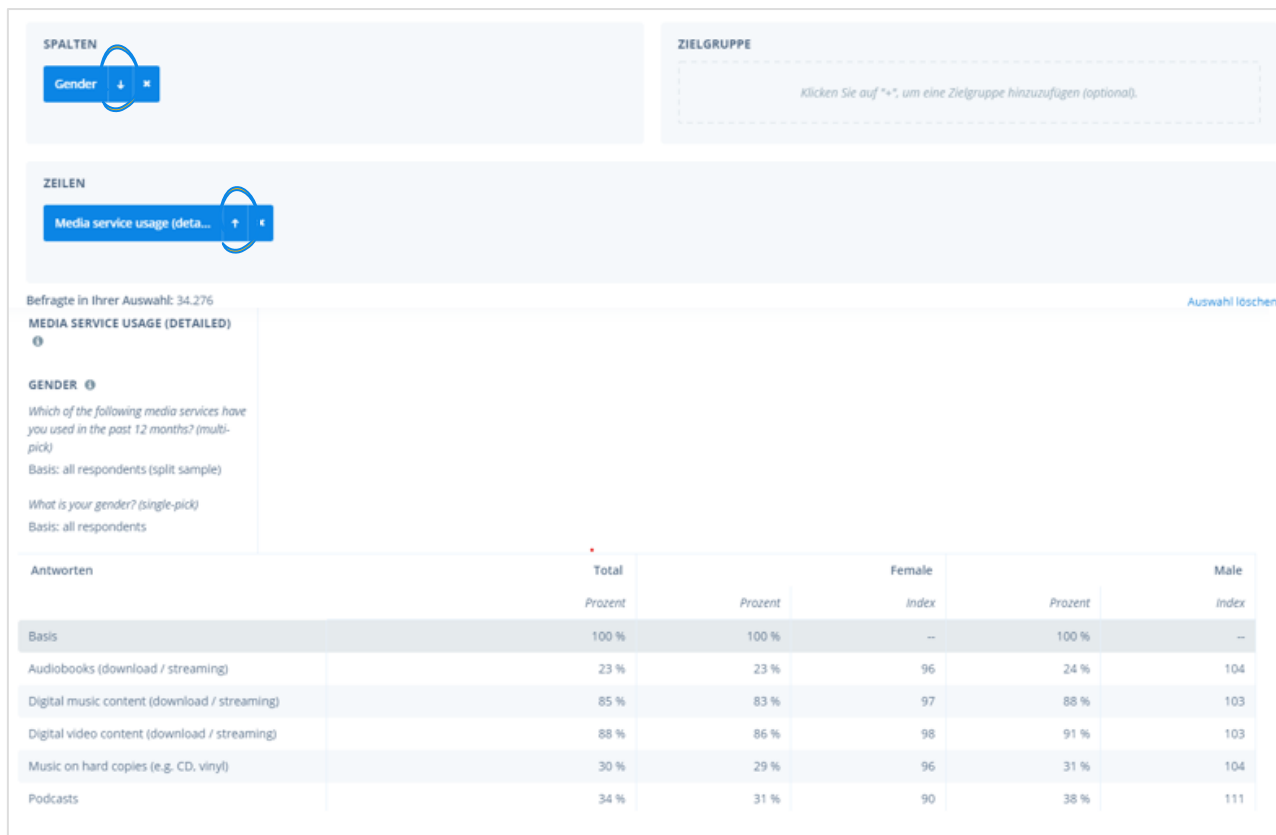 SPALTEN
Gender ↓ ×
ZIELGRUPPE
Klicken Sie auf "+", um eine Zielgruppe hinzuzufügen (optional).
ZEILEN
Media service usage (deta... ↑
Befragte in Ihrer Auswahl: 34.276
Auswahl löschen
MEDIA SERVICE USAGE (DETAILED)
GENDER
Which of the following media services have
you used in the past 12 months? (multi-
pick)
Basis: all respondents (split sample)
What is your gender? (single-pick)
Basis: all respondents
Antworten Total Female Male
Prozent Prozent Index Prozent Index
Basis 100 % 100 % -- 100 % --
Audiobooks (download / streaming) 23 % 23 % 96 24 % 104
Digital music content (download / streaming) 85 % 83 % 97 88 % 103
Digital video content (download / streaming) 88 % 86 % 98 91 % 103
Music on hard copies (e.g. CD, vinyl) 30 % 29 % 96 31 % 104
Podcasts 34 % 31 % 90 38 % 111